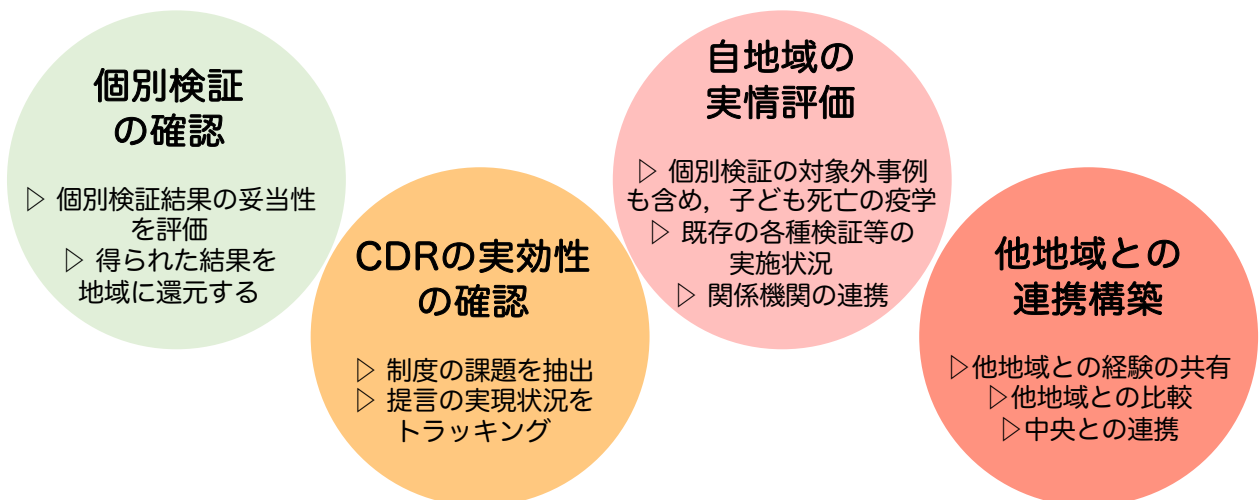 個別検証
の確認
▷ 個別検証結果の妥当性
を評価
▷ 得られた結果を
地域に還元する
CDRの実効性
の確認
▷ 制度の課題を抽出
▷ 提言の実現状況を
トラッキング
自地域の
実情評価
▷ 個別検証の対象外事例
も含め，子ども死亡の疫学
▷ 既存の各種検証等の
実施状況
▷ 関係機関の連携
他地域との
連携構築
▷他地域との経験の共有
▷他地域との比較
▷中央との連携